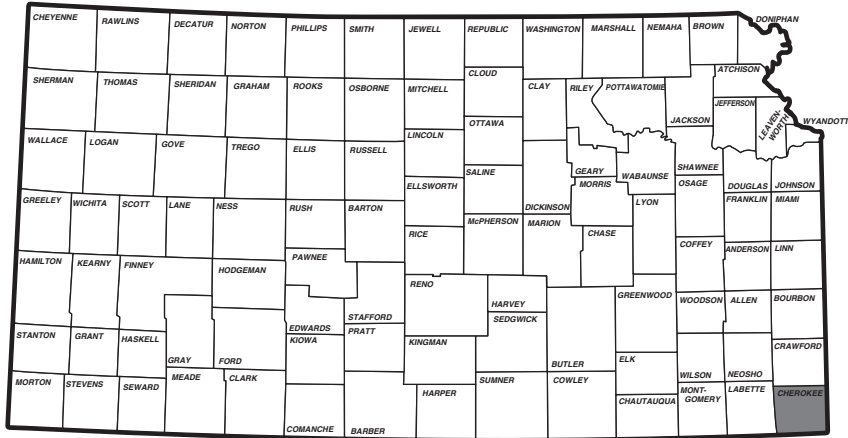 CHEYENNE
RAWLINS
DECATUR
NORTON
PHILLIPS
SMITH
JEWELL
REPUBLIC
WASHINGTON
MARSHALL
NEMAHA
BROWN
DONIPHAN
SHERMAN
THOMAS
SHERIDAN
GRAHAM
ROOKS
OSBORNE
MITCHELL
CLOUD
CLAY
RILEY
POTTAWATOMIE
ATCHISON
JACKSON
JEFFERSON
LEAVEN-
WORTH
WYANDOTT
WALLACE
LOGAN
GOVE
TREGO
ELLIS
RUSSELL
LINCOLN
OTTAWA
SALINE
ELLSWORTH
DICKINSON
GEARY
MORRIS
WABAUNSE
SHAWNEE
OSAGE
DOUGLAS
JOHNSON
GREELEY
WICHITA
SCOTT
LANE
NESS
RUSH
BARTON
RICE
McPHERSON
MARION
CHASE
LYON
FRANKLIN
MIAMI
HAMILTON
KEARNY
FINNEY
HODGEMAN
PAWNEE
STAFFORD
RENO
HARVEY
COFFEY
ANDERSON
LINN
EDWARDS
KIOWA
PRATT
SEDGWICK
GREENWOOD
WOODSON
ALLEN
BOURBON
STANTON
GRANT
HASKELL
GRAY
FORD
KINGMAN
BUTLER
ELK
WILSON
NEOSHO
CRAWFORD
MORTON
STEVENS
SEWARD
MEADE
CLARK
COMANCHE
BARBER
HARPER
SUMNER
COWLEY
CHAUTAUQUA
MONT-
GOMERY
LABETTE
CHEROKEE